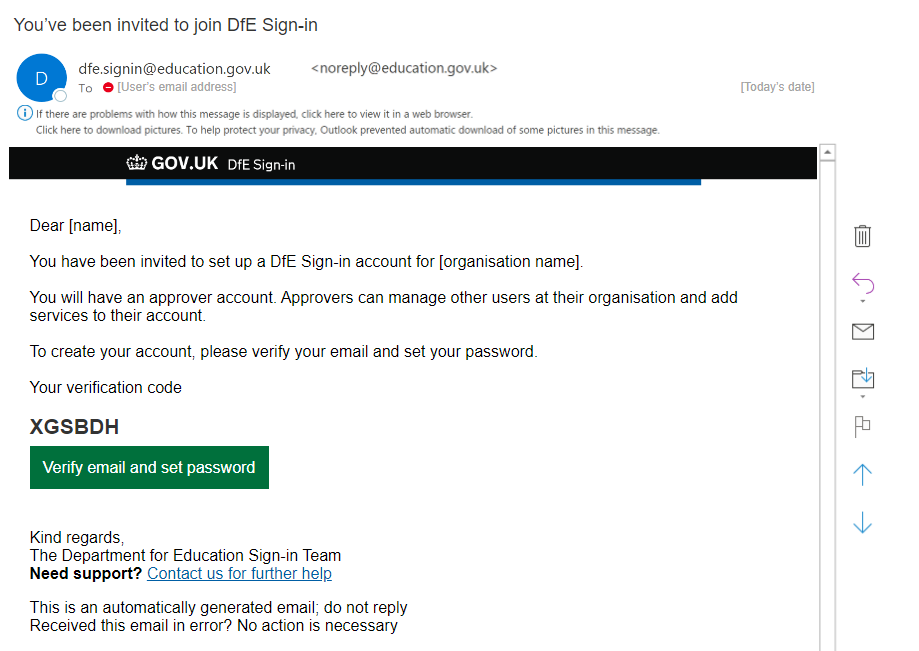 You've been invited to join DfE Sign-in
D
dfe.signin@education.gov.uk <noreply@education.gov.uk>
To [User's email address]
[Today's date]
If there are problems with how this message is displayed, click here to view it in a web browser.
Click here to download pictures. To help protect your privacy, Outlook prevented automatic download of some pictures in this message.
GOV.UK DfE Sign-in
Dear [name],
You have been invited to set up a DfE Sign-in account for [organisation name].
You will have an approver account. Approvers can manage other users at their organisation and add
services to their account.
To create your account, please verify your email and set your password.
Your verification code
XGSBDH
Verify email and set password
Kind regards,
The Department for Education Sign-in Team
Need support? Contact us for further help
This is an automatically generated email; do not reply
Received this email in error? No action is necessary